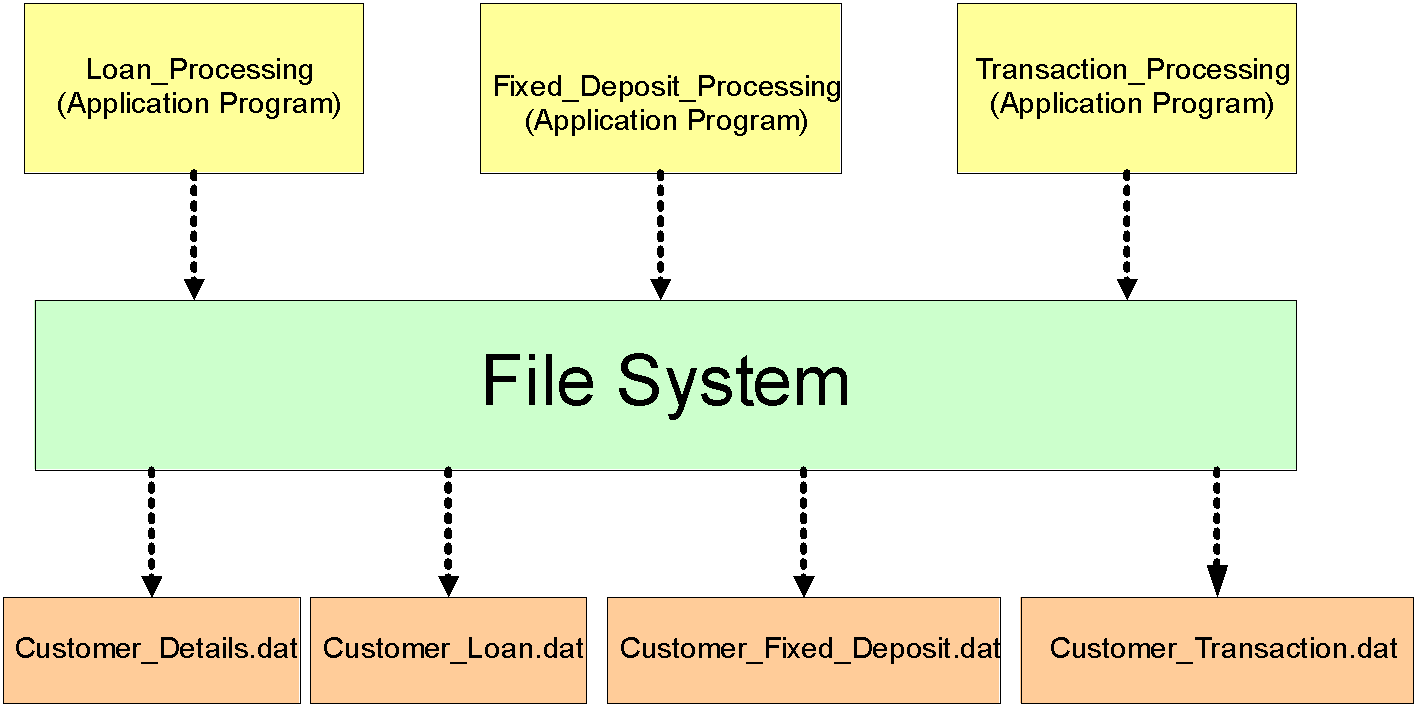 Loan_Processing
(Application Program)
Fixed_Deposit_Processing
(Application Program)
Transaction_Processing
(Application Program)
File System
Customer_Details.dat
Customer_Loan.dat
Customer_Fixed_Deposit.dat
Customer_Transaction.dat